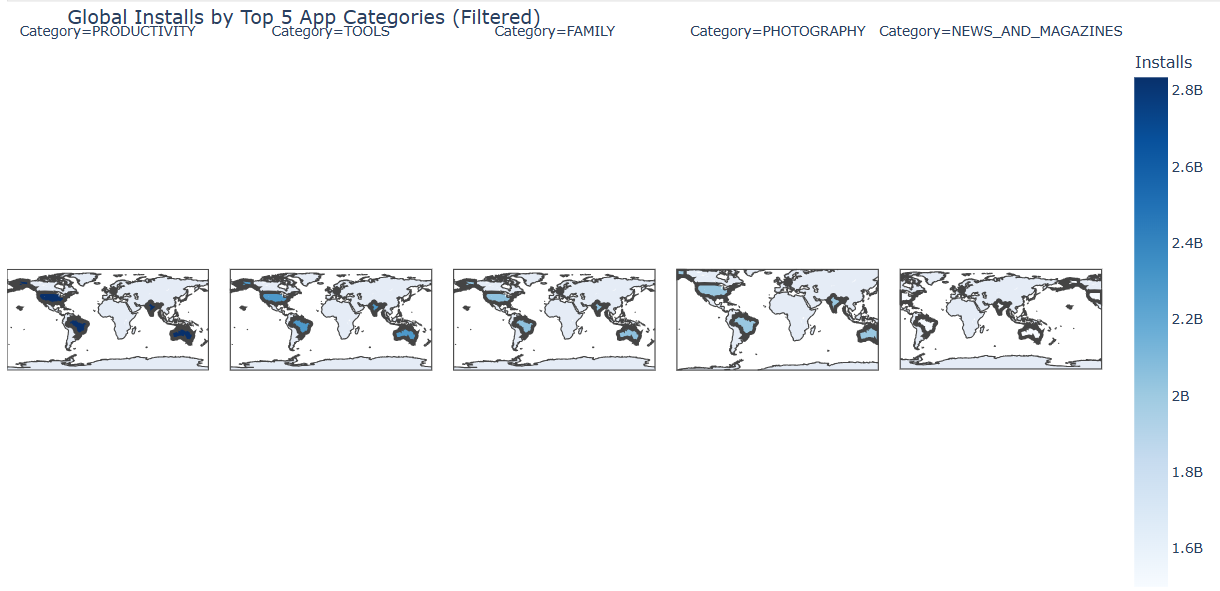 Global Installs by Top 5 App Categories (Filtered)
Category=PRODUCTIVITY
Category=TOOLS
Category=FAMILY
Category=PHOTOGRAPHY
Category=NEWS_AND_MAGAZINES
Installs
2.8B
2.6B
2.4B
2.2B
2B
1.8B
1.6B